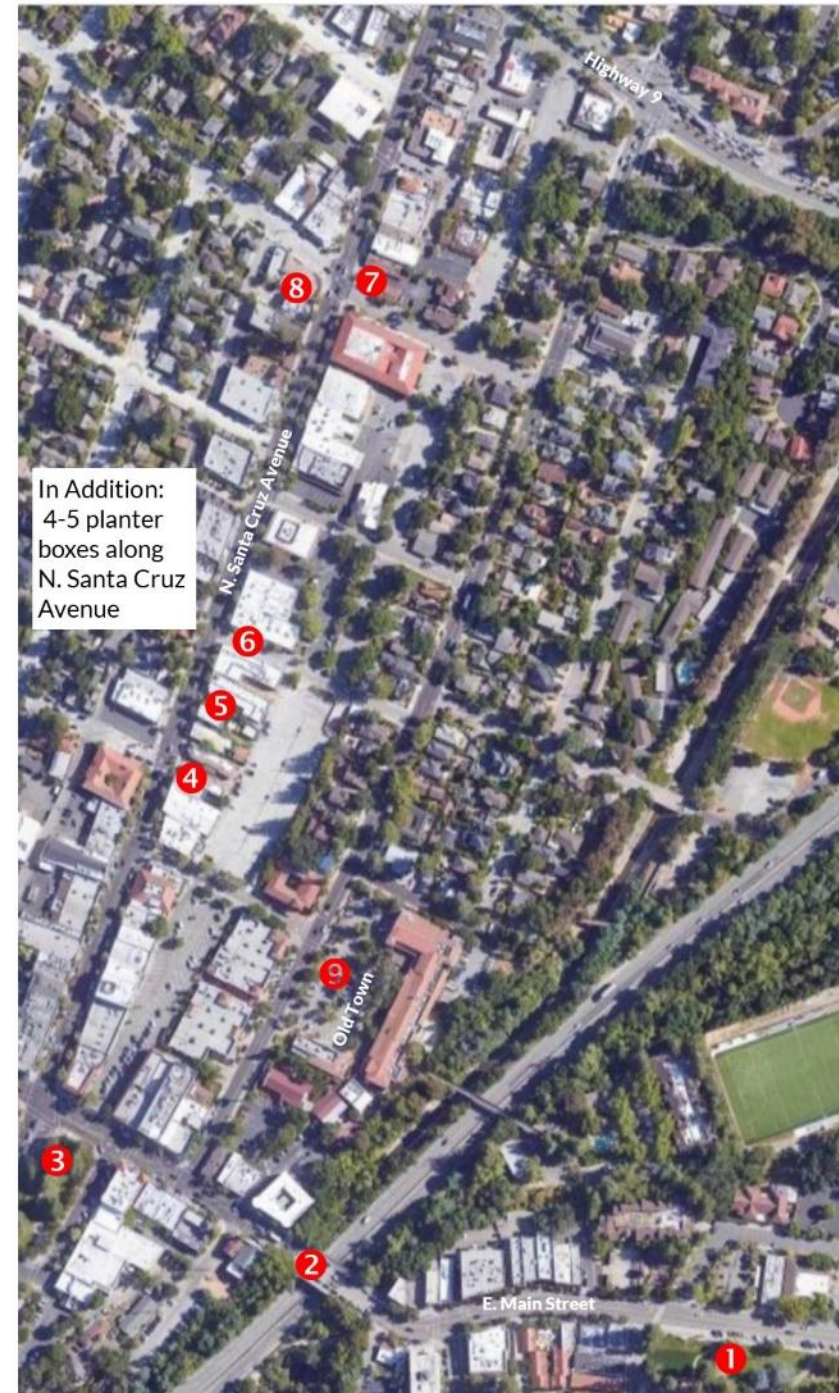 Highway 9
7
8
N. Santa Cruz Avenue
In Addition:
4-5 planter
boxes along
N. Santa Cruz
Avenue
6
5
4
9
Old Town
3
2
E. Main Street
1